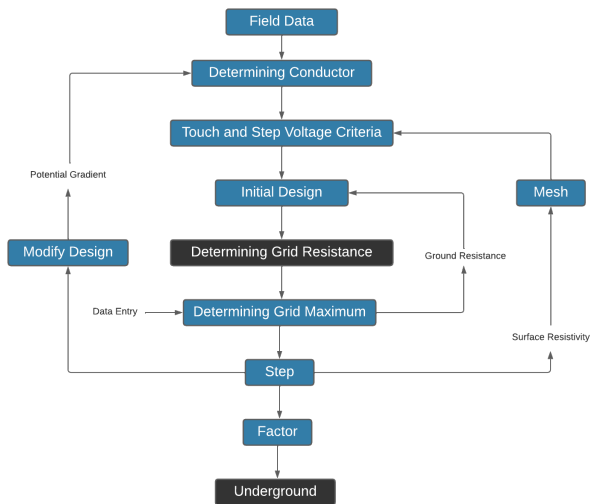 Field Data
Determining Conductor
Touch and Step Voltage Criteria
Potential Gradient
Initial Design
Mesh
Modify Design
Determining Grid Resistance
Ground Resistance
Data Entry
Determining Grid Maximum
Surface Resistivity
Step
Factor
Underground